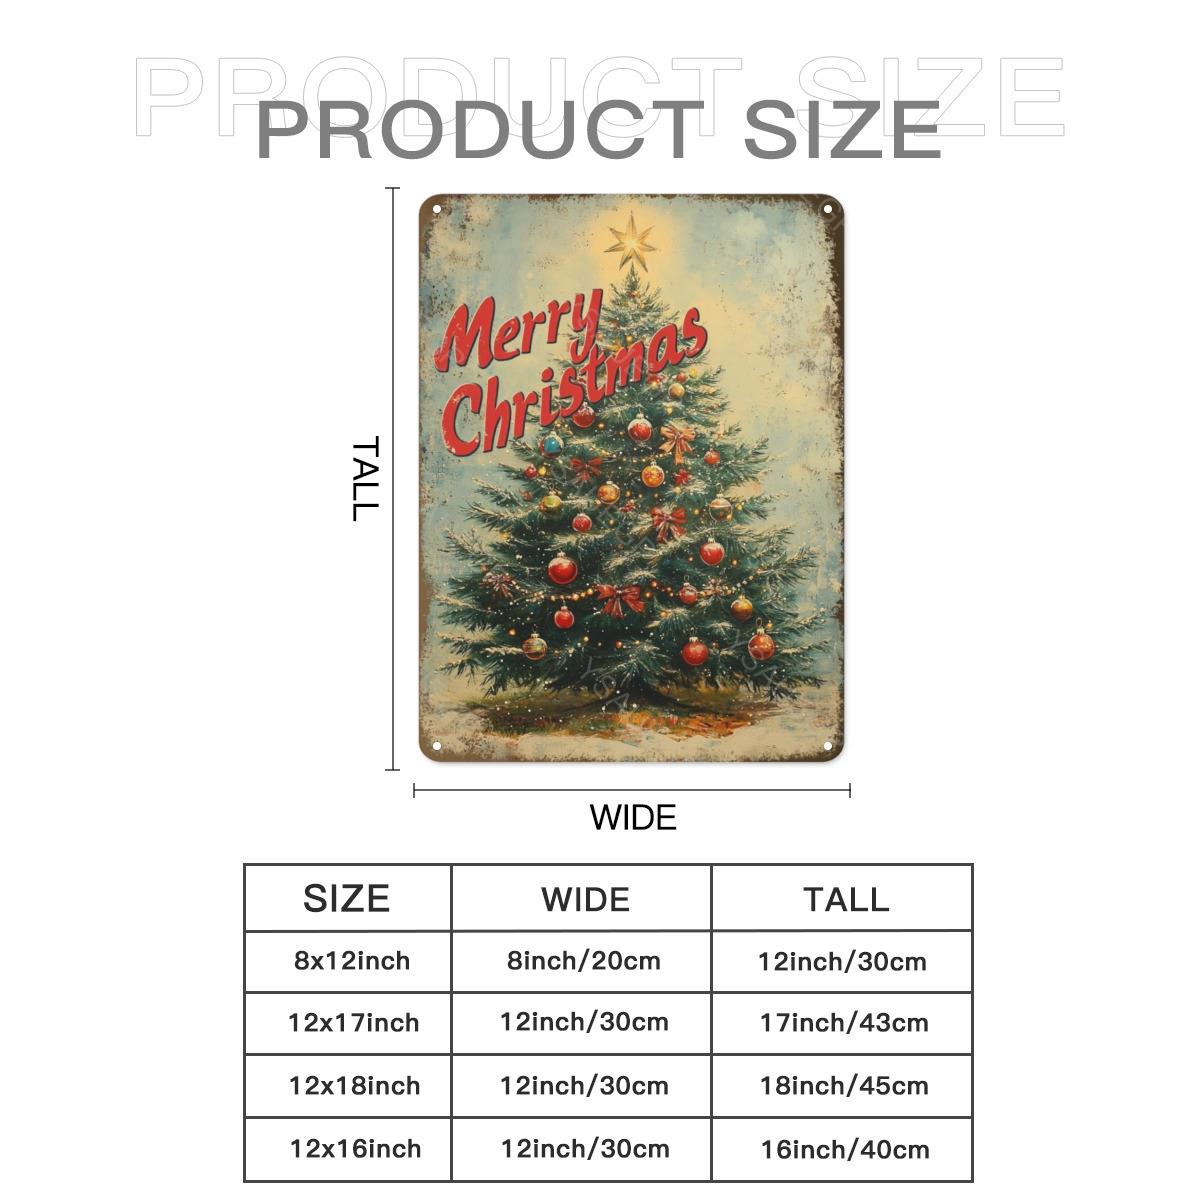 PRODUCT SIZE
PRODUCT SIZE
Merry
Christmas
TALL
WIDE
SIZE WIDE TALL
8x12inch 8inch/20cm 12inch/30cm
12x17inch 12inch/30cm 17inch/43cm
12x18inch 12inch/30cm 18inch/45cm
12x16inch 12inch/30cm 16inch/40cm